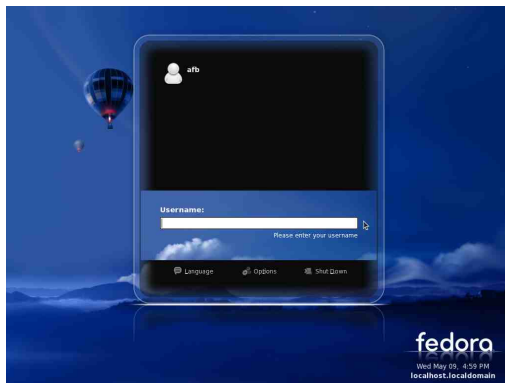 afb
Username:
Please enter your username
Language Options Shut Down
fedora
Wed May 09, 4:59 PM
localhost.localdomain